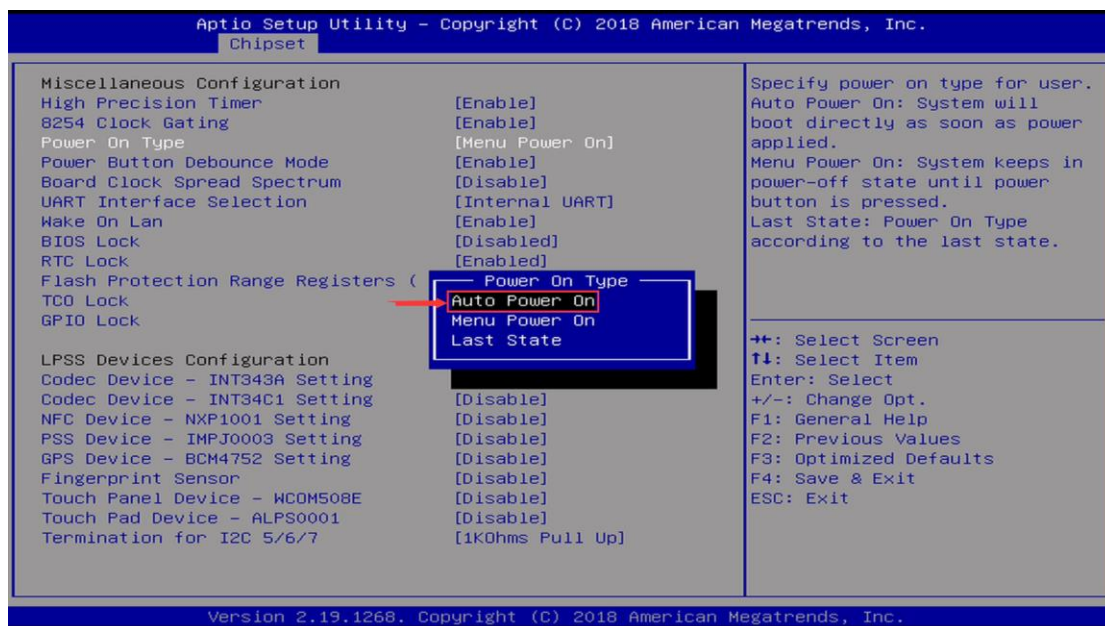 Aptio Setup Utility – Copyright (C) 2018 American Megatrends, Inc.
Chipset
Miscellaneous Configuration
High Precision Timer [Enable]
8254 Clock Gating [Enable]
Power On Type [Menu Power On]
Power Button Debounce Mode [Enable]
Board Clock Spread Spectrum [Disable]
UART Interface Selection [Internal UART]
Wake On Lan [Enable]
BIOS Lock [Disabled]
RTC Lock [Enabled]
Flash Protection Range Registers (
TCO Lock
GPIO Lock
Power On Type
Auto Power On
Menu Power On
Last State
LPSS Devices Configuration
Codec Device – INT343A Setting
Codec Device – INT34C1 Setting [Disable]
NFC Device – NXP1001 Setting [Disable]
PSS Device – IMPJ0003 Setting [Disable]
GPS Device – BCM4752 Setting [Disable]
Fingerprint Sensor [Disable]
Touch Panel Device – WCOM508E [Disable]
Touch Pad Device – ALPS0001 [Disable]
Termination for I2C 5/6/7 [1KOhms Pull Up]
Specify power on type for user.
Auto Power On: System will
boot directly as soon as power
applied.
Menu Power On: System keeps in
power-off state until power
button is pressed.
Last State: Power On Type
according to the last state.
→←: Select Screen
↑↓: Select Item
Enter: Select
+/-: Change Opt.
F1: General Help
F2: Previous Values
F3: Optimized Defaults
F4: Save & Exit
ESC: Exit
Version 2.19.1268. Copyright (C) 2018 American Megatrends, Inc.